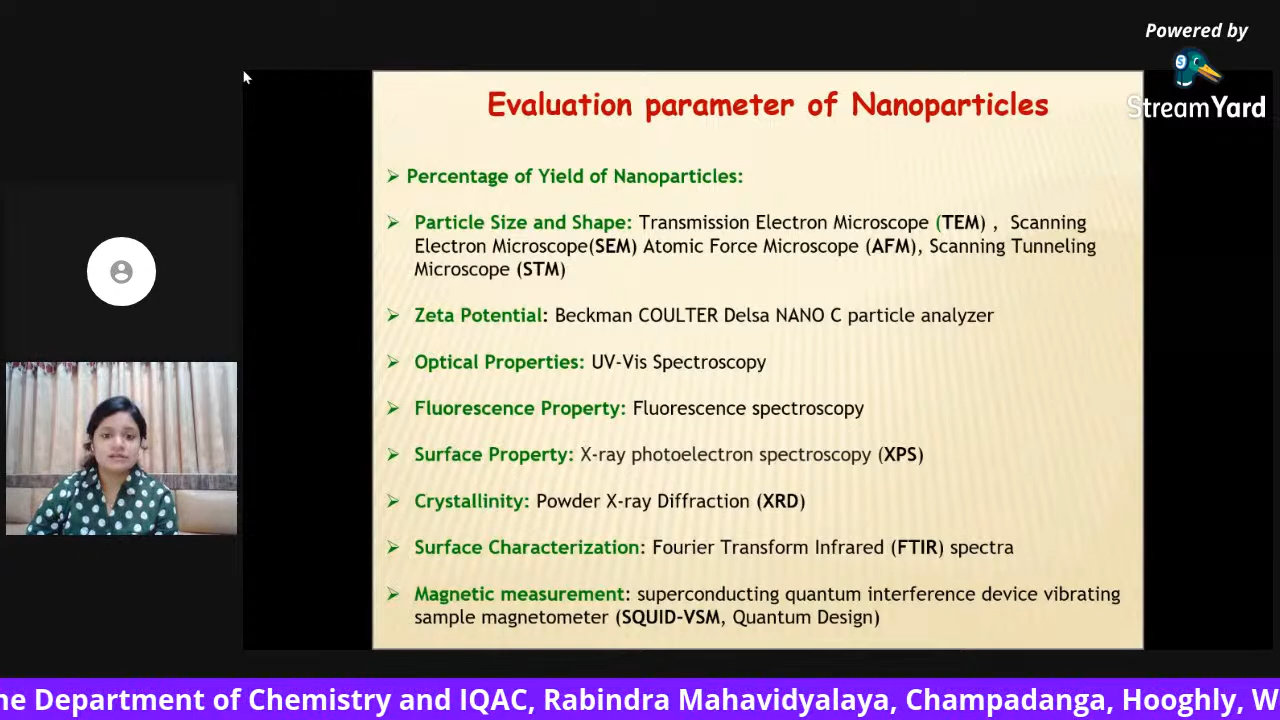 Powered by
StreamYard
Evaluation parameter of Nanoparticles
➢ Percentage of Yield of Nanoparticles:
➢ Particle Size and Shape: Transmission Electron Microscope (TEM) , Scanning
Electron Microscope(SEM) Atomic Force Microscope (AFM), Scanning Tunneling
Microscope (STM)
➢ Zeta Potential: Beckman COULTER Delsa NANO C particle analyzer
➢ Optical Properties: UV-Vis Spectroscopy
➢ Fluorescence Property: Fluorescence spectroscopy
➢ Surface Property: X-ray photoelectron spectroscopy (XPS)
➢ Crystallinity: Powder X-ray Diffraction (XRD)
➢ Surface Characterization: Fourier Transform Infrared (FTIR) spectra
➢ Magnetic measurement: superconducting quantum interference device vibrating
sample magnetometer (SQUID-VSM, Quantum Design)
he Department of Chemistry and IQAC, Rabindra Mahavidyalaya, Champadanga, Hooghly, W